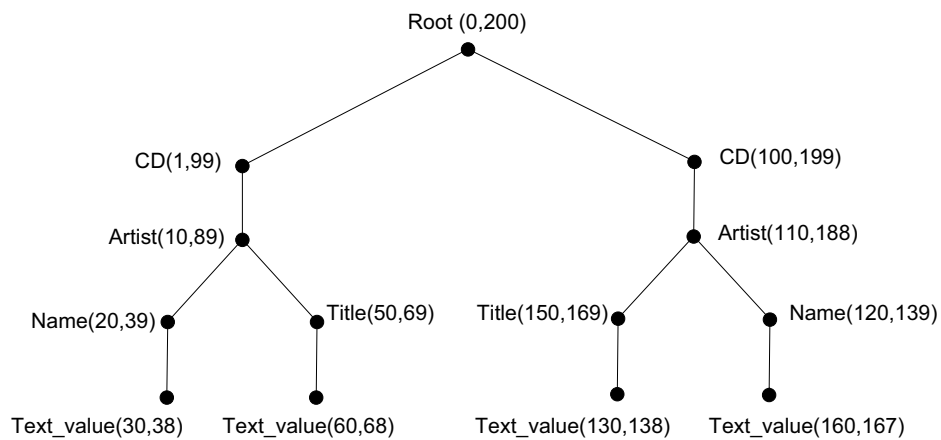 Root (0,200)
CD(1,99)
CD(100,199)
Artist(10,89)
Artist(110,188)
Name(20,39)
Title(50,69)
Title(150,169)
Name(120,139)
Text_value(30,38)
Text_value(60,68)
Text_value(130,138)
Text_value(160,167)